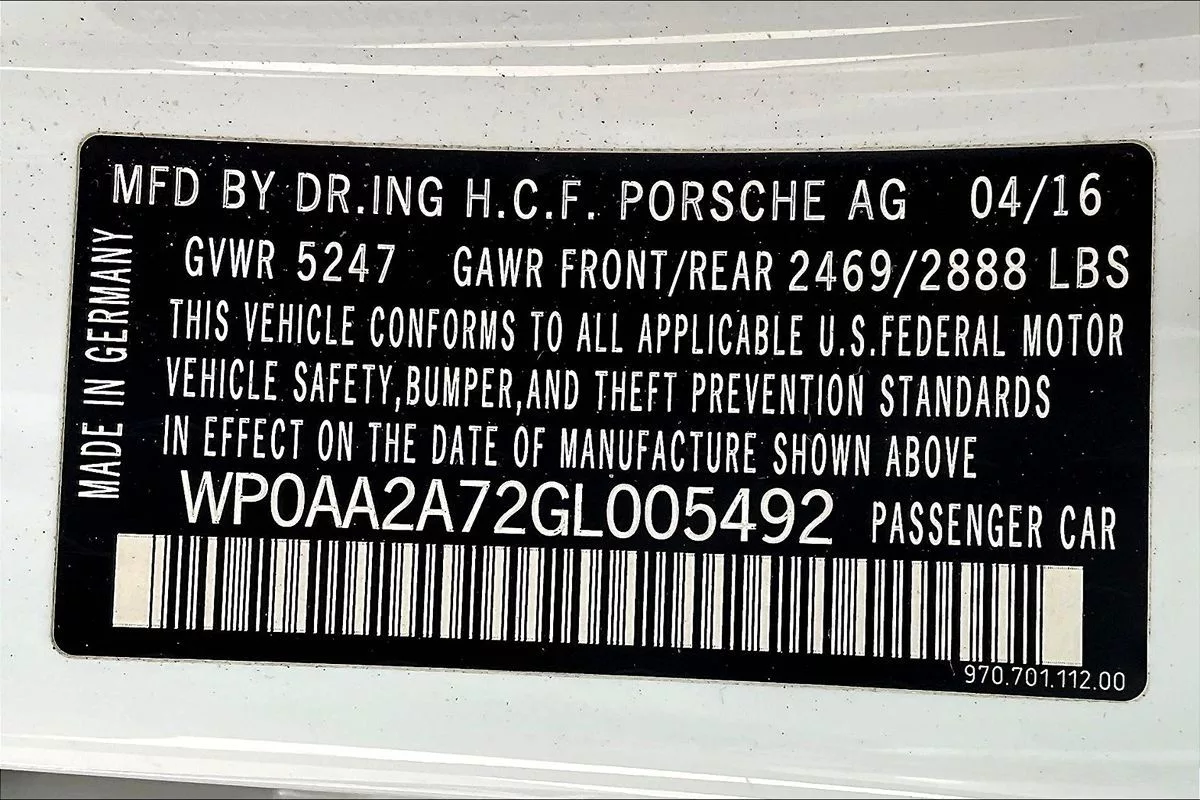 MFD BY DR.ING H.C.F. PORSCHE AG 04/16
GVWR 5247 GAWR FRONT/REAR 2469/2888 LBS
THIS VEHICLE CONFORMS TO ALL APPLICABLE U.S.FEDERAL MOTOR
VEHICLE SAFETY,BUMPER,AND THEFT PREVENTION STANDARDS
IN EFFECT ON THE DATE OF MANUFACTURE SHOWN ABOVE
WP0AA2A72GL005492 PASSENGER CAR
970.701.112.00
MADE IN GERMANY